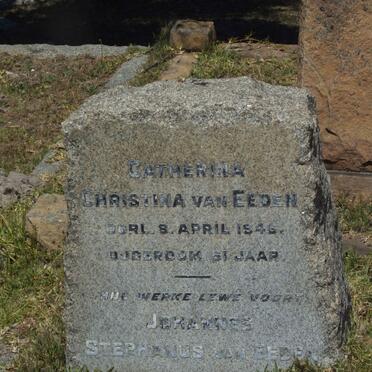 CATHERINA
CHRISTINA VAN EEDEN
OORL. 8. APRIL 1946.
OUDERDOM 61 JAAR
HUL WERKE LEWE VOORT
JOHANNES
STEPHANUS VAN EEDEN